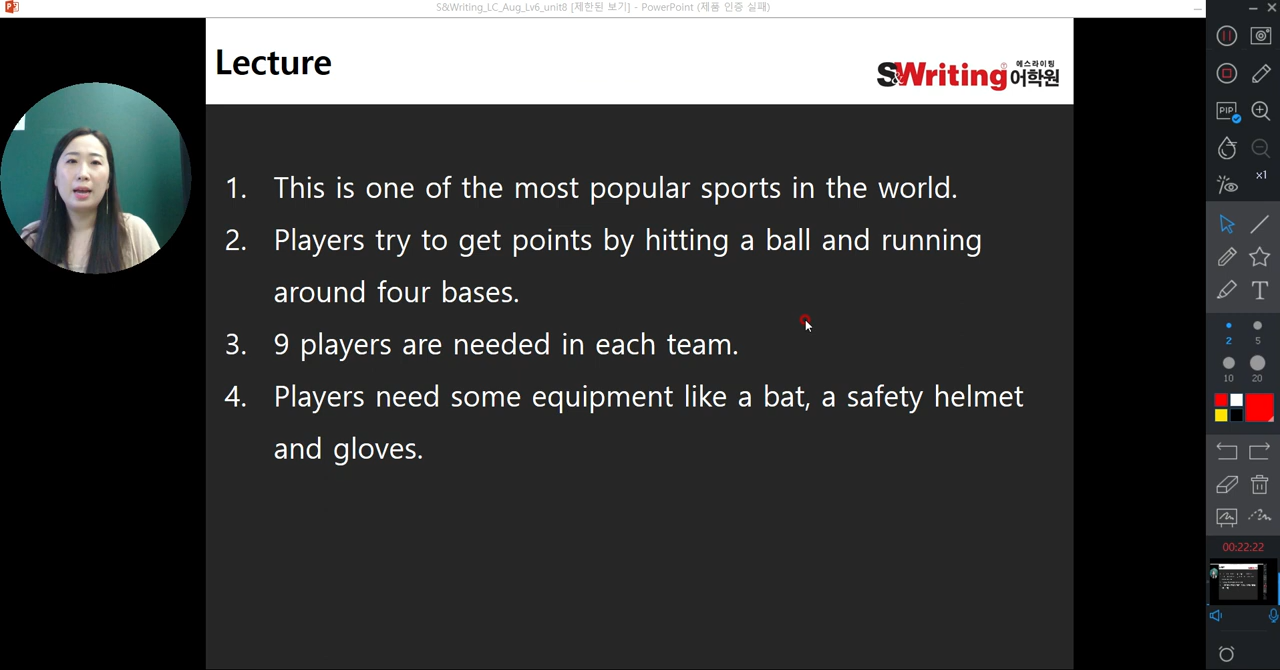 S&Writing_LC_Aug_Lv6_unit8 [제한된 보기] - PowerPoint (제품 인증 실패)
Lecture
S&Writing 에스라이팅 어학원
1. This is one of the most popular sports in the world.
2. Players try to get points by hitting a ball and running
around four bases.
3. 9 players are needed in each team.
4. Players need some equipment like a bat, a safety helmet
and gloves.
PIP
x1
T
2 5
10 20
00:22:22